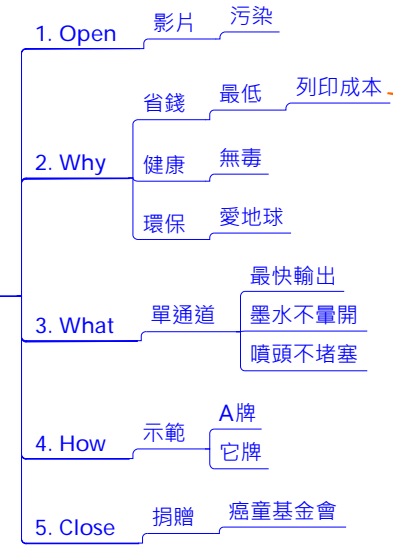 1. Open
影片
污染
2. Why
省錢
最低
列印成本
健康
無毒
環保
愛地球
3. What
單通道
最快輸出
墨水不暈開
噴頭不堵塞
4. How
示範
A牌
它牌
5. Close
捐贈
癌童基金會